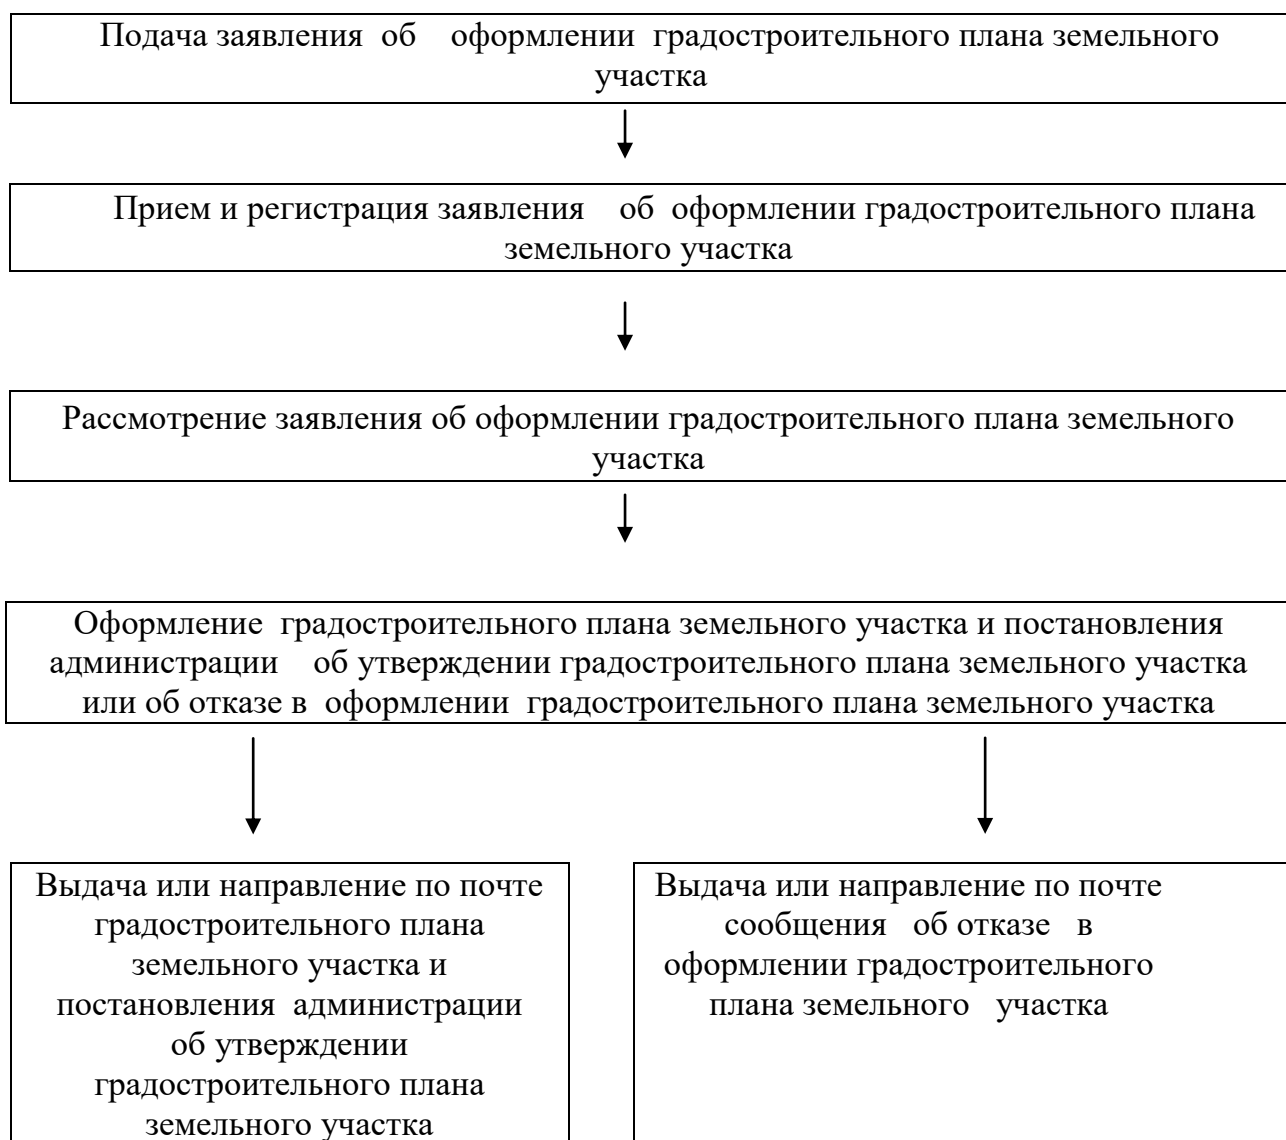 Подача заявления об оформлении градостроительного плана земельного
участка
Прием и регистрация заявления об оформлении градостроительного плана
земельного участка
Рассмотрение заявления об оформлении градостроительного плана земельного
участка
Оформление градостроительного плана земельного участка и постановления
администрации об утверждении градостроительного плана земельного участка
или об отказе в оформлении градостроительного плана земельного участка
Выдача или направление по почте
градостроительного плана
земельного участка и
постановления администрации
об утверждении
градостроительного плана
земельного участка
Выдача или направление по почте
сообщения об отказе в
оформлении градостроительного
плана земельного участка